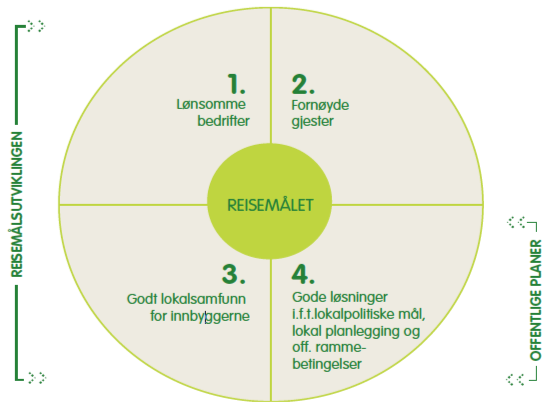 REISEMÅLSUTVIKLINGEN
1.
Lønsomme
bedrifter
2.
Fornøyde
gjester
REISEMÅLET
3.
Godt lokalsamfunn
for innbyggerne
4.
Gode løsninger
i.f.t.lokalpolitiske mål,
lokal planlegging og
off. ramme-
betingelser
OFFENTLIGE PLANER